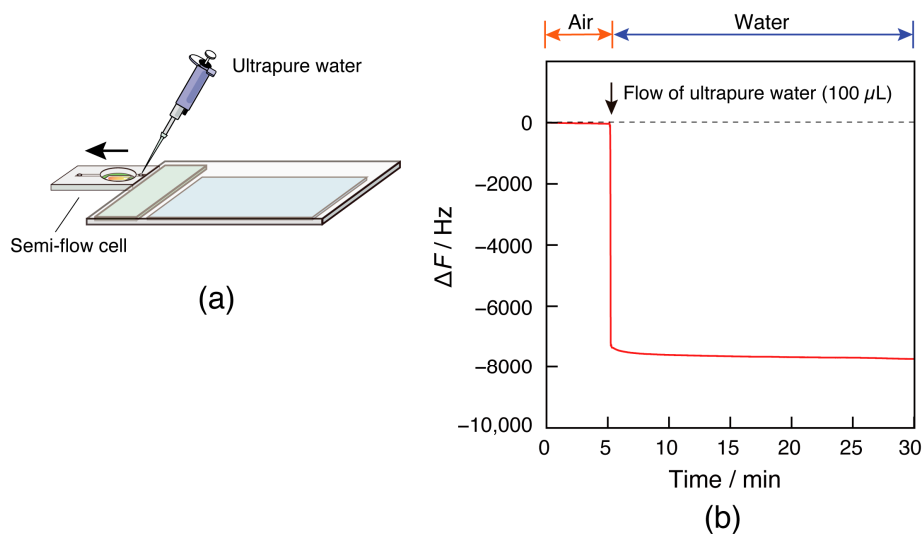 Ultrapure water
Semi-flow cell
(a)
Air
Water
Flow of ultrapure water (100 μL)
ΔF / Hz
0
−2000
−4000
−6000
−8000
−10,000
0
5
10
15
20
25
30
Time / min
(b)